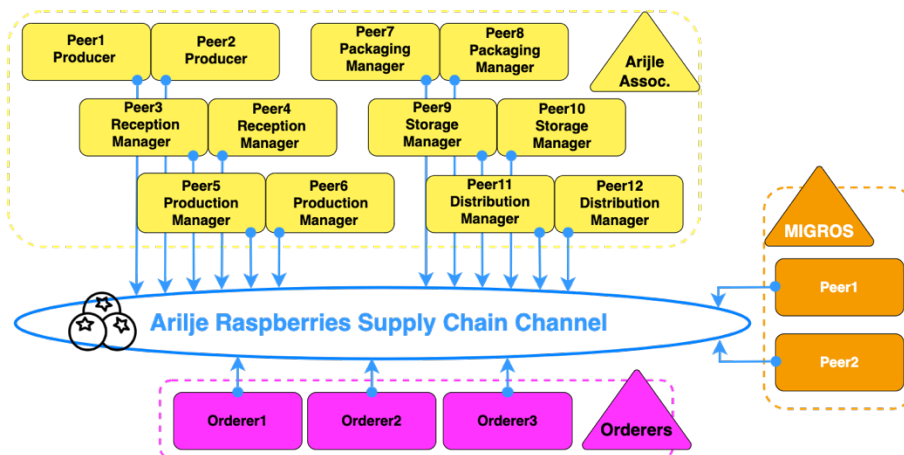 Peer1
Producer
Peer2
Producer
Peer7
Packaging
Manager
Peer8
Packaging
Manager
Arijle
Assoc.
Peer3
Reception
Manager
Peer4
Reception
Manager
Peer9
Storage
Manager
Peer10
Storage
Manager
Peer5
Production
Manager
Peer6
Production
Manager
Peer11
Distribution
Manager
Peer12
Distribution
Manager
MIGROS
Peer1
Peer2
Arilje Raspberries Supply Chain Channel
Orderer1
Orderer2
Orderer3
Orderers